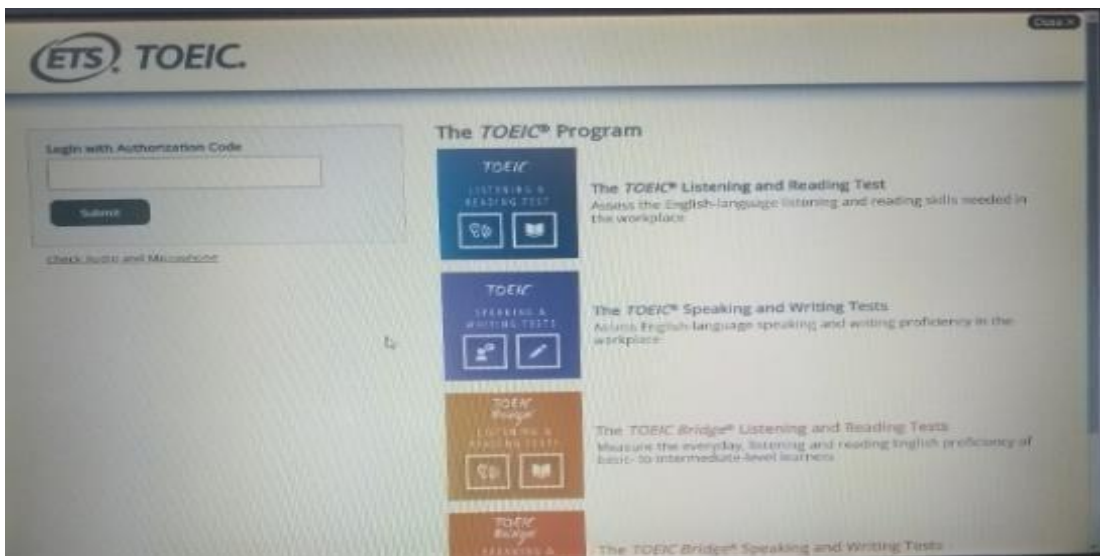 Close X
ETS TOEIC.
Login with Authorization Code
Submit
Check Audio and Microphone
The TOEIC® Program
TOEIC
LISTENING &
READING TEST
The TOEIC® Listening and Reading Test
Assess the English-language listening and reading skills needed in
the workplace
TOEIC
SPEAKING &
WRITING TESTS
The TOEIC® Speaking and Writing Tests
Assess English-language speaking and writing proficiency in the
workplace
TOEIC
Bridge
LISTENING &
READING TESTS
The TOEIC Bridge® Listening and Reading Tests
Measure the everyday, listening and reading English proficiency of
basic- to intermediate-level learners
TOEIC
Bridge
SPEAKING &
The TOEIC Bridge® Speaking and Writing Tests